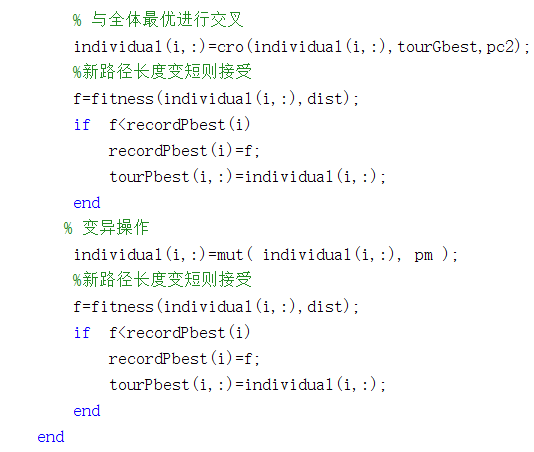 % 与全体最优进行交叉
individual(i,:)=cro(individual(i,:),tourGbest,pc2);
%新路径长度变短则接受
f=fitness(individual(i,:),dist);
if  f<recordPbest(i)
recordPbest(i)=f;
tourPbest(i,:)=individual(i,:);
end
% 变异操作
individual(i,:)=mut( individual(i,:), pm );
%新路径长度变短则接受
f=fitness(individual(i,:),dist);
if  f<recordPbest(i)
recordPbest(i)=f;
tourPbest(i,:)=individual(i,:);
end
end